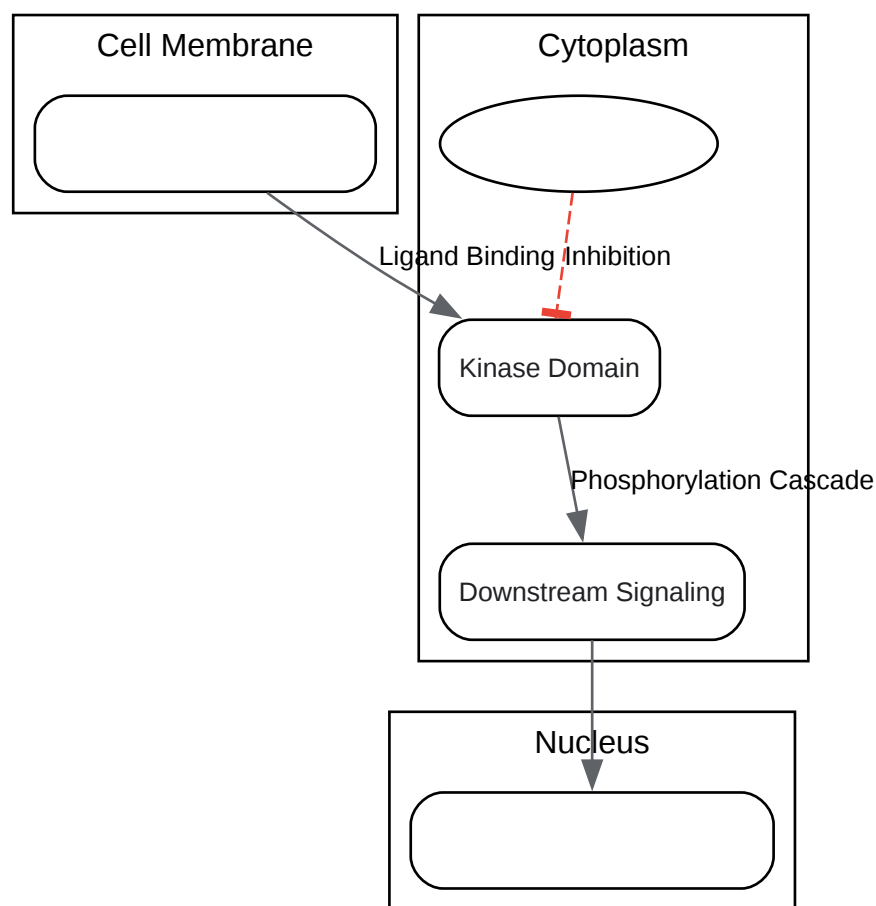 Cell Membrane
Cytoplasm
Ligand Binding
Inhibition
Kinase Domain
Phosphorylation Cascade
Downstream Signaling
Nucleus